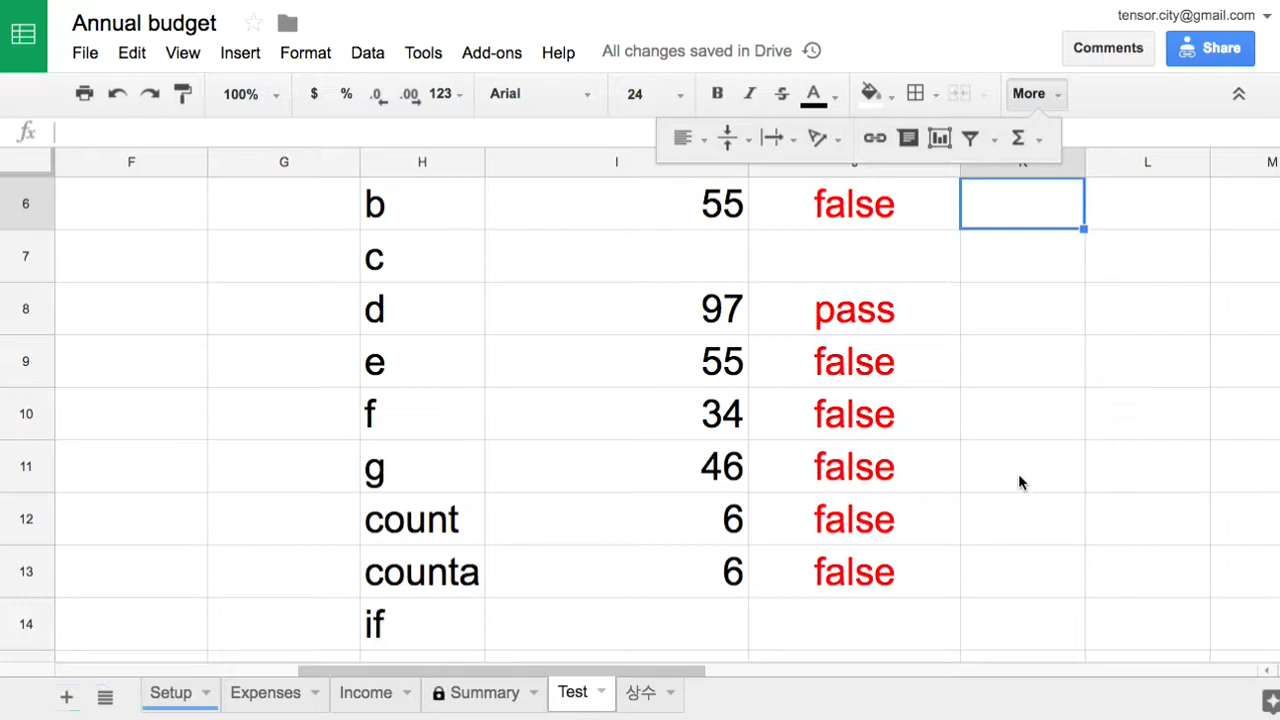 Annual budget
tensor.city@gmail.com
File Edit View Insert Format Data Tools Add-ons Help All changes saved in Drive
Comments Share
100% $ % .0 .00 123 Arial 24 B I S A More
fx
F G H I K L M
6 b 55 false
7 c
8 d 97 pass
9 e 55 false
10 f 34 false
11 g 46 false
12 count 6 false
13 counta 6 false
14 if
Setup Expenses Income Summary Test 상수